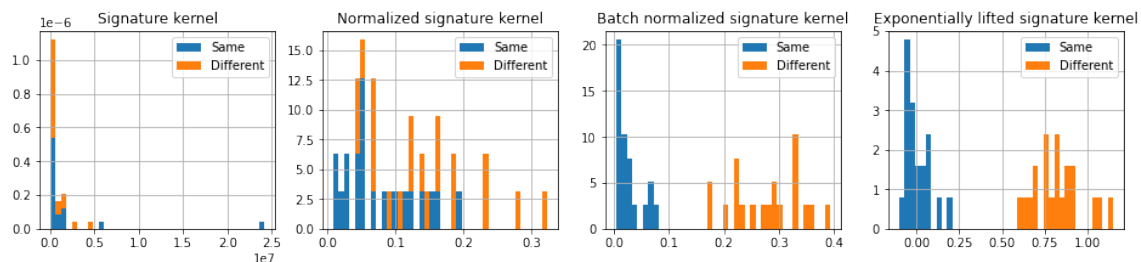 Signature kernel
1e−6
1.0
0.8
0.6
0.4
0.2
0.0
0.0 0.5 1.0 1.5 2.0 2.5
1e7
Same
Different
Normalized signature kernel
15.0
12.5
10.0
7.5
5.0
2.5
0.0
0.0 0.1 0.2 0.3
Same
Different
Batch normalized signature kernel
20
15
10
5
0
0.0 0.1 0.2 0.3 0.4
Same
Different
Exponentially lifted signature kernel
5
4
3
2
1
0
0.00 0.25 0.50 0.75 1.00
Same
Different